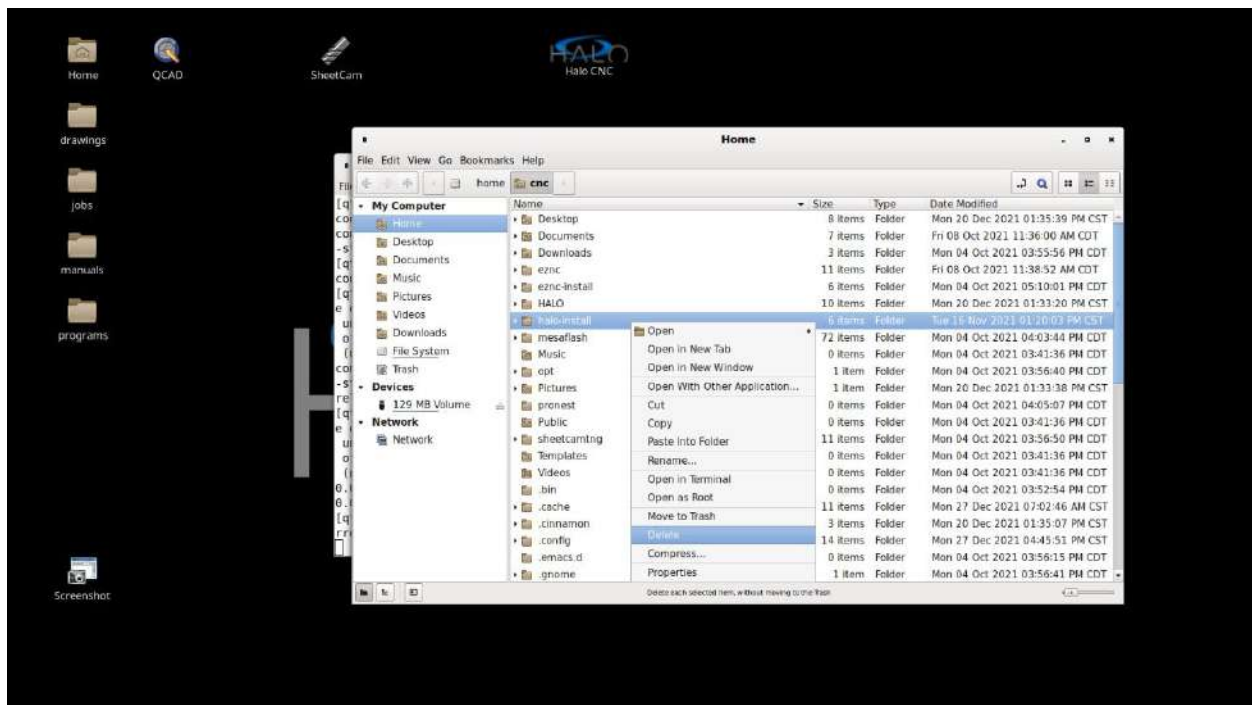 Home
QCAD
SheetCam
HALO
Halo CNC
drawings
jobs
manuals
programs
Screenshot
Home
File Edit View Go Bookmarks Help
home cnc
My Computer
Home
Desktop
Documents
Music
Pictures
Videos
Downloads
File System
Trash
Devices
129 MB Volume
Network
Network
Name Size Type Date Modified
Desktop 8 items Folder Mon 20 Dec 2021 01:35:39 PM CST
Documents 7 items Folder Fri 08 Oct 2021 11:36:00 AM CDT
Downloads 3 items Folder Mon 04 Oct 2021 03:55:56 PM CDT
eznc 11 items Folder Fri 08 Oct 2021 11:38:52 AM CDT
eznc-install 6 items Folder Mon 04 Oct 2021 05:10:01 PM CDT
HALO 10 items Folder Mon 20 Dec 2021 01:33:20 PM CST
halo-install 6 items Folder Tue 16 Nov 2021 01:20:03 PM CST
mesaflash 72 items Folder Mon 04 Oct 2021 04:03:44 PM CDT
Music 0 items Folder Mon 04 Oct 2021 03:41:36 PM CDT
opt 1 item Folder Mon 04 Oct 2021 03:56:40 PM CDT
Pictures 1 item Folder Mon 20 Dec 2021 01:33:38 PM CST
pronest 0 items Folder Mon 04 Oct 2021 04:05:07 PM CDT
Public 0 items Folder Mon 04 Oct 2021 03:41:36 PM CDT
sheetcamtng 11 items Folder Mon 04 Oct 2021 03:56:50 PM CDT
Templates 0 items Folder Mon 04 Oct 2021 03:41:36 PM CDT
Videos 0 items Folder Mon 04 Oct 2021 03:41:36 PM CDT
.bin 0 items Folder Mon 04 Oct 2021 03:52:54 PM CDT
.cache 11 items Folder Mon 27 Dec 2021 07:02:46 AM CST
.cinnamon 3 items Folder Mon 20 Dec 2021 01:35:07 PM CST
.config 14 items Folder Mon 27 Dec 2021 04:45:51 PM CST
.emacs.d 0 items Folder Mon 04 Oct 2021 03:56:15 PM CDT
.gnome 1 item Folder Mon 04 Oct 2021 03:56:41 PM CDT
Open
Open in New Tab
Open in New Window
Open With Other Application...
Cut
Copy
Paste Into Folder
Rename...
Open in Terminal
Open as Root
Move to Trash
Delete
Compress...
Properties
Delete each selected item, without moving to the Trash